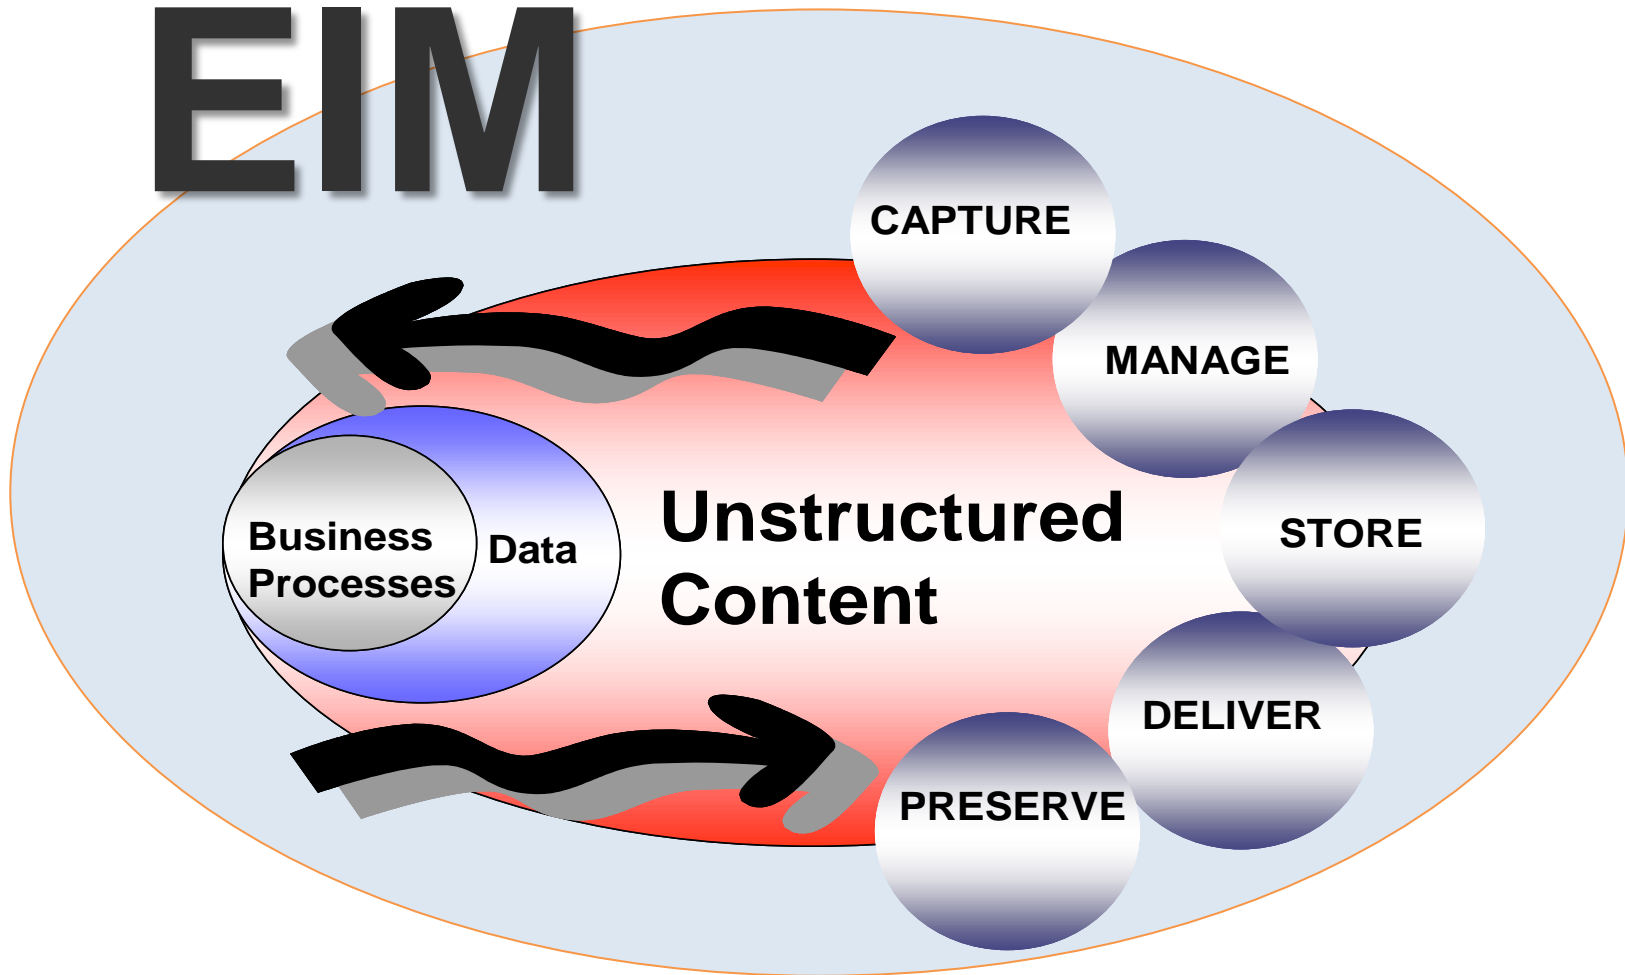 EIM
CAPTURE
MANAGE
STORE
DELIVER
PRESERVE
Unstructured
Content
Business
Processes
Data